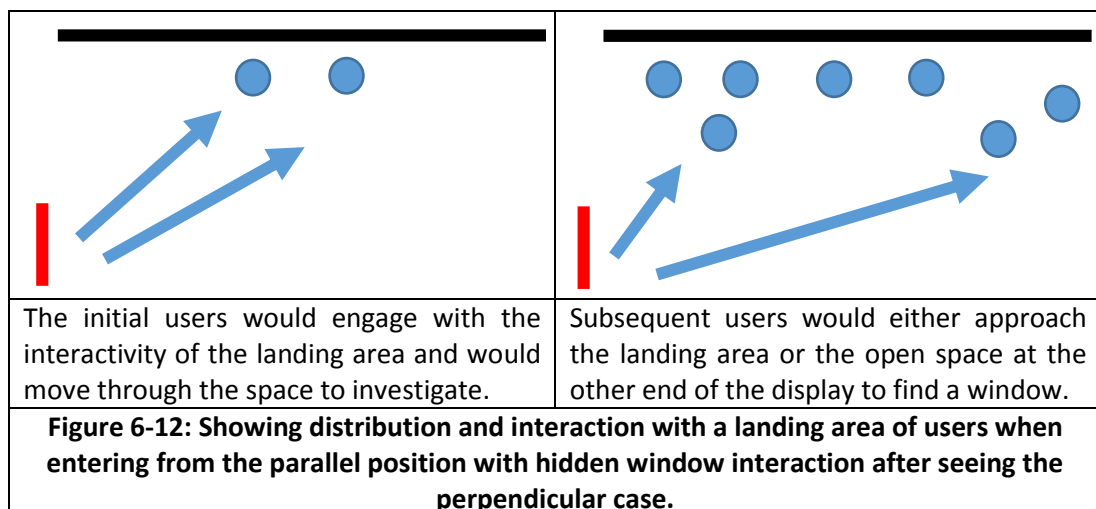 The initial users would engage with the
interactivity of the landing area and would
move through the space to investigate.
Subsequent users would either approach
the landing area or the open space at the
other end of the display to find a window.
Figure 6-12: Showing distribution and interaction with a landing area of users when
entering from the parallel position with hidden window interaction after seeing the
perpendicular case.